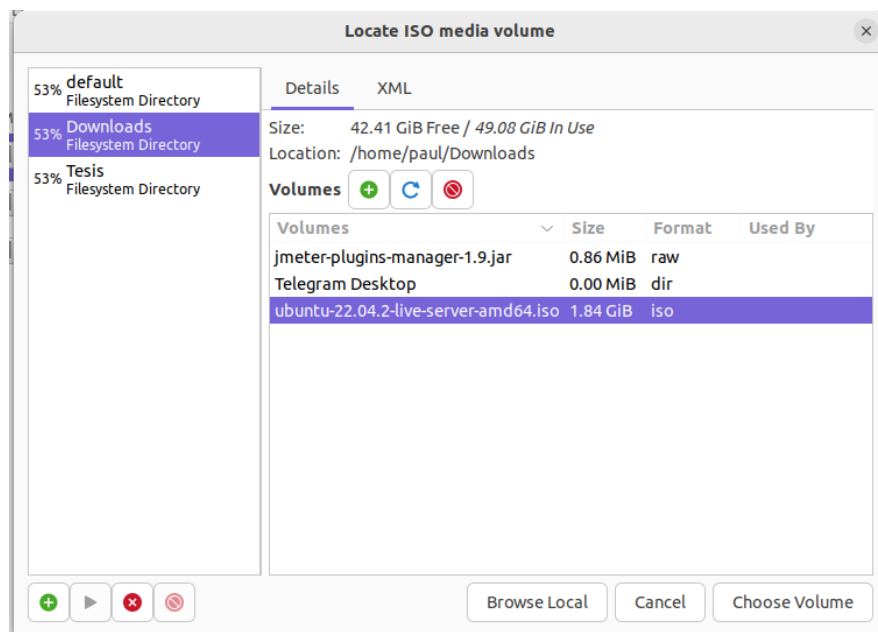 Locate ISO media volume
53% default
Filesystem Directory
53% Downloads
Filesystem Directory
53% Tesis
Filesystem Directory
Details XML
Size: 42.41 GiB Free / 49.08 GiB In Use
Location: /home/paul/Downloads
Volumes
Volumes Size Format Used By
jmeter-plugins-manager-1.9.jar 0.86 MiB raw
Telegram Desktop 0.00 MiB dir
ubuntu-22.04.2-live-server-amd64.iso 1.84 GiB iso
Browse Local Cancel Choose Volume